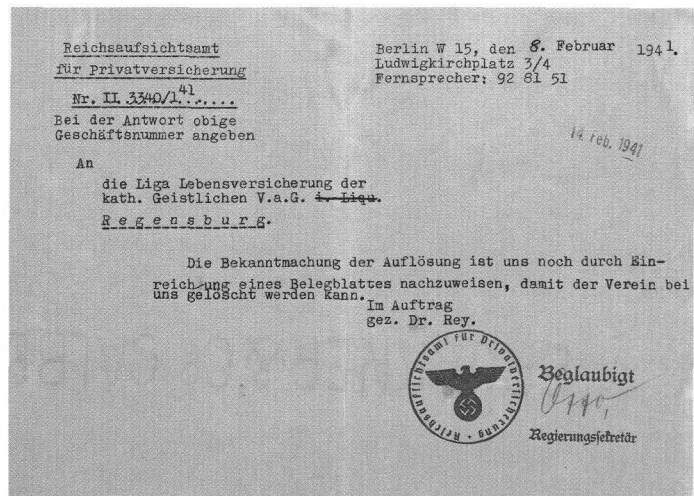 Reichsaufsichtsamt
für Privatversicherung
Nr. II 3340/1 41......
Bei der Antwort obige
Geschäftsnummer angeben
Berlin W 15, den 8. Februar 1941.
Ludwigkirchplatz 3/4
Fernsprecher: 92 81 51
14. Feb. 1941
An
die Liga Lebensversicherung der
kath. Geistlichen V.a.G. i. Liqu.
Regensburg.
Die Bekanntmachung der Auflösung ist uns noch durch Ein-
reichung eines Belegblattes nachzuweisen, damit der Verein bei
uns gelöscht werden kann.
Im Auftrag
gez. Dr. Rey.
Reichsaufsichtsamt für Privatversicherung
Beglaubigt
Regierungssekretär